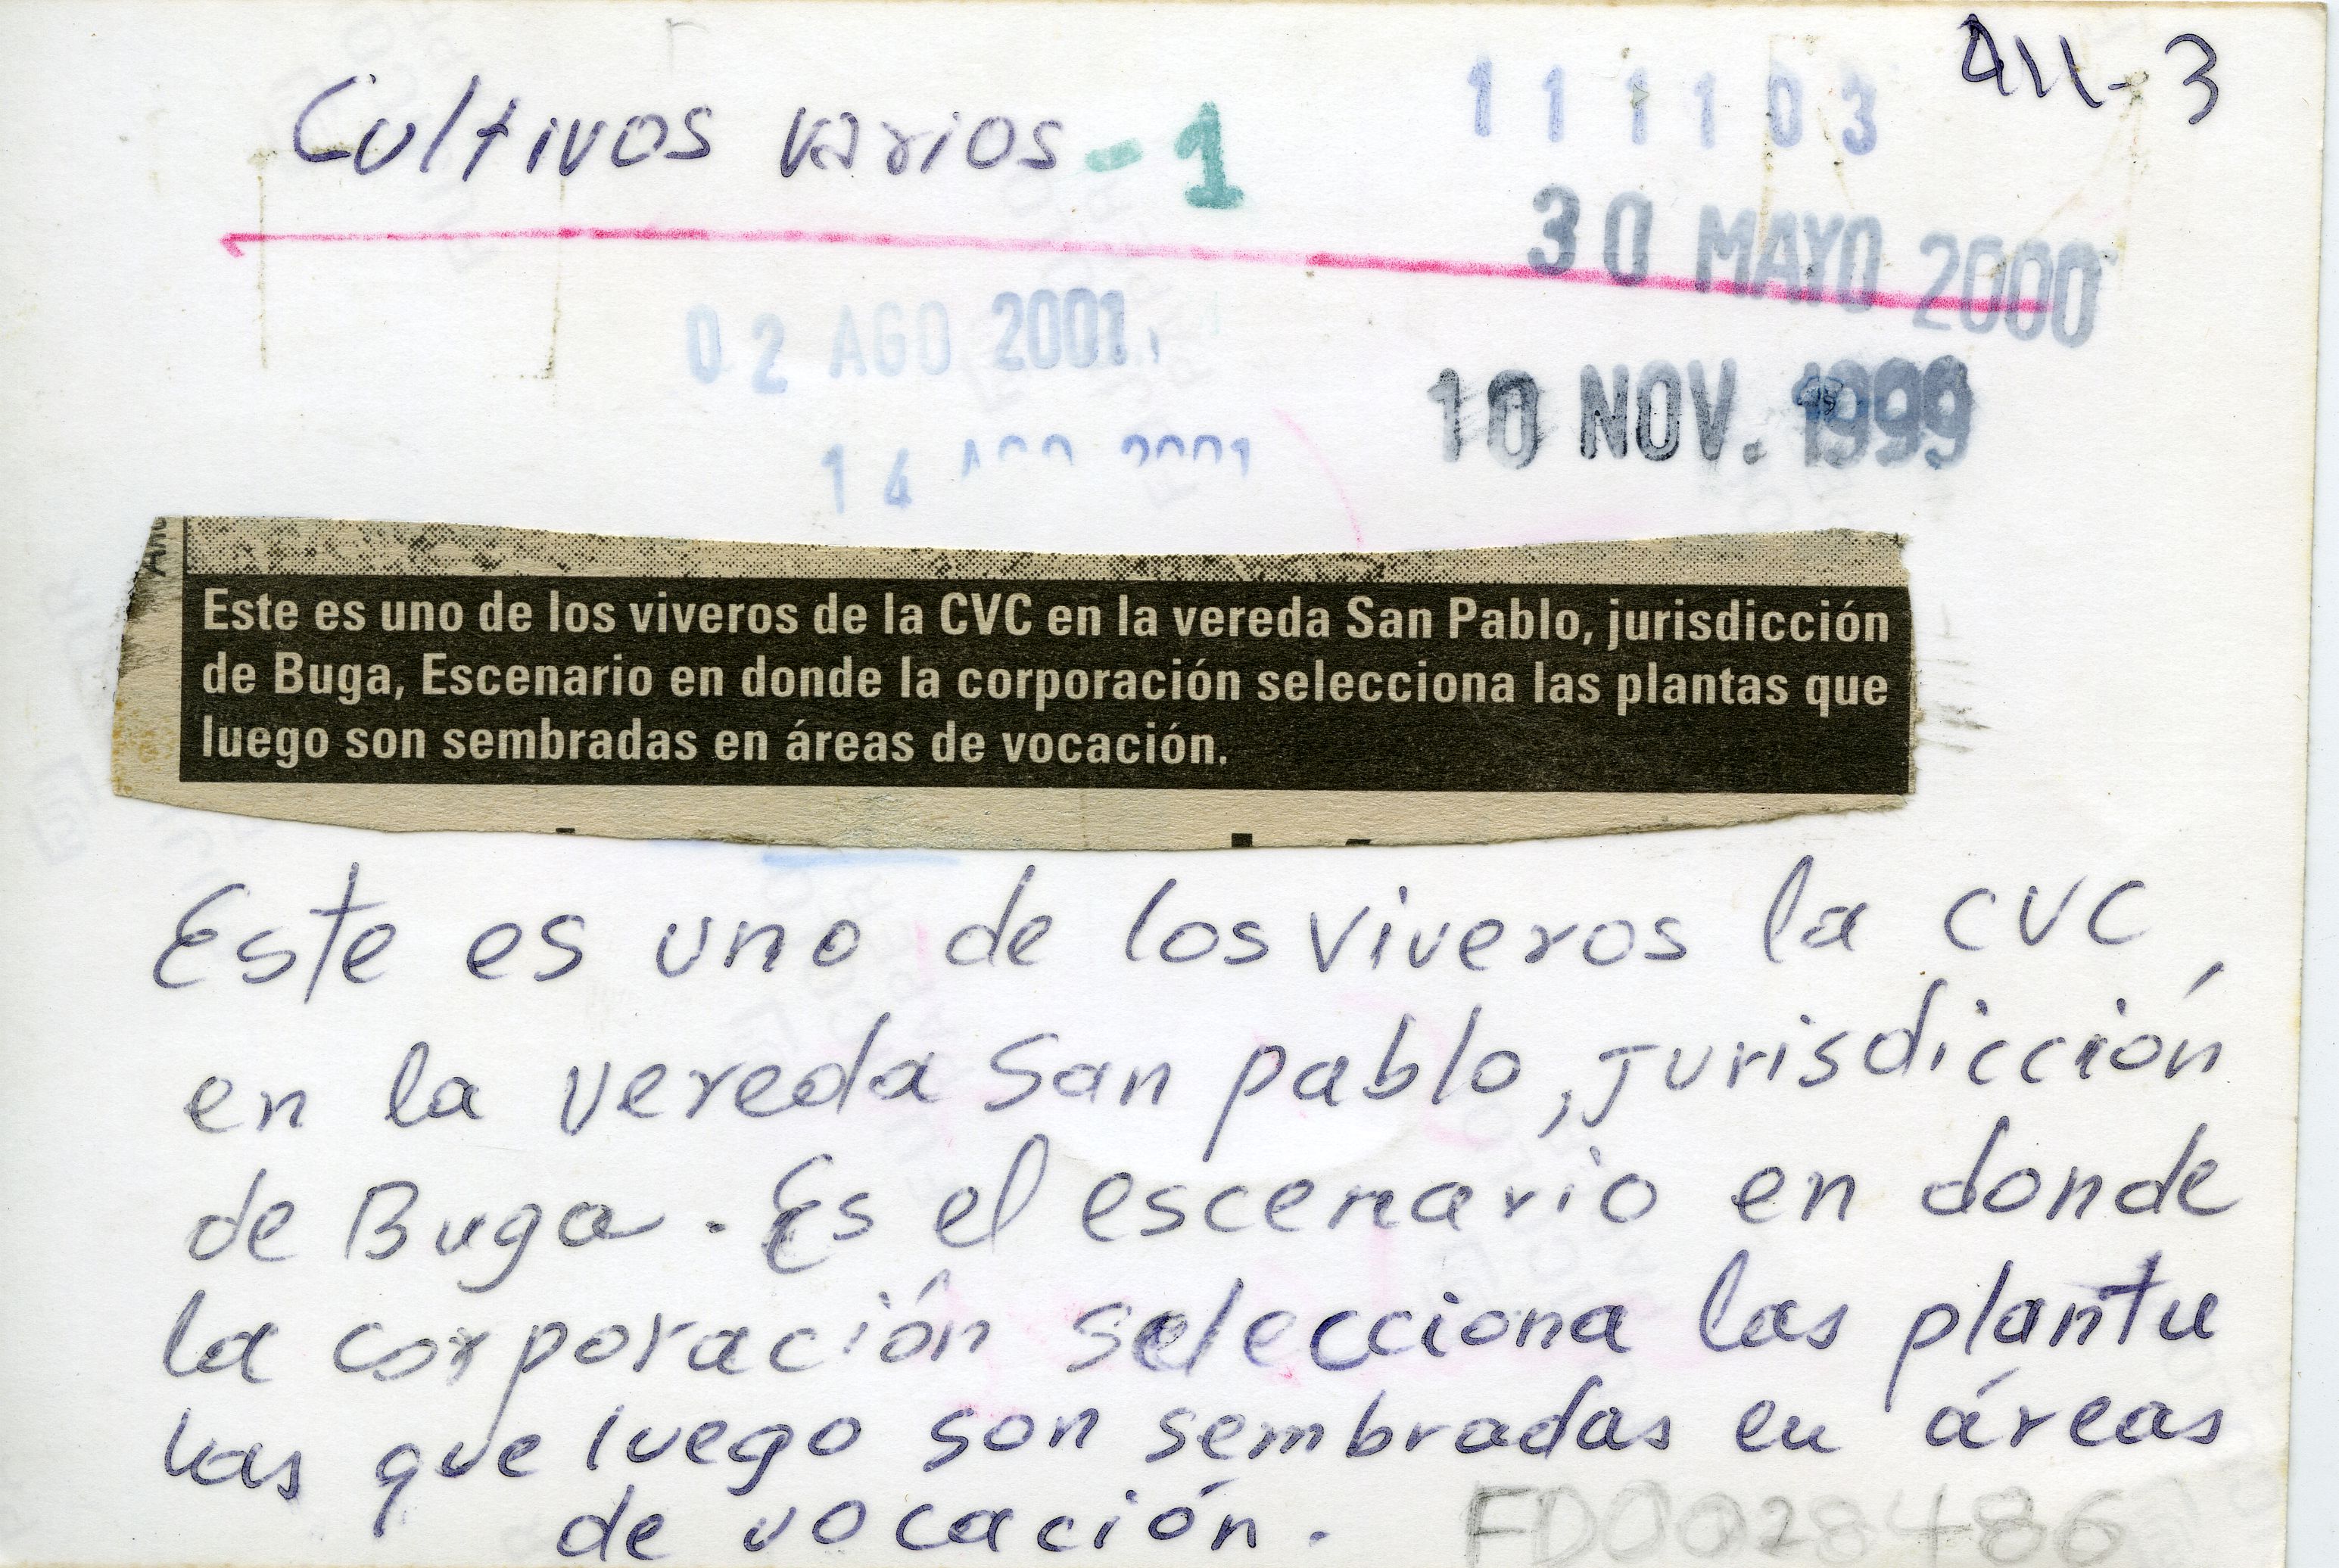 Cultivos varios - 1
111103
30 MAYO 2000
02 AGO 2001
10 NOV. 1999
14 AGO 2001
Este es uno de los viveros de la CVC en la vereda San Pablo, jurisdicción
de Buga, Escenario en donde la corporación selecciona las plantas que
luego son sembradas en áreas de vocación.
Este es uno de los viveros la CVC
en la vereda San pablo, jurisdicción
de Buga. Es el escenario en donde
la corporación selecciona las plantu
las que luego son sembradas en áreas
de vocación.
FD0028486